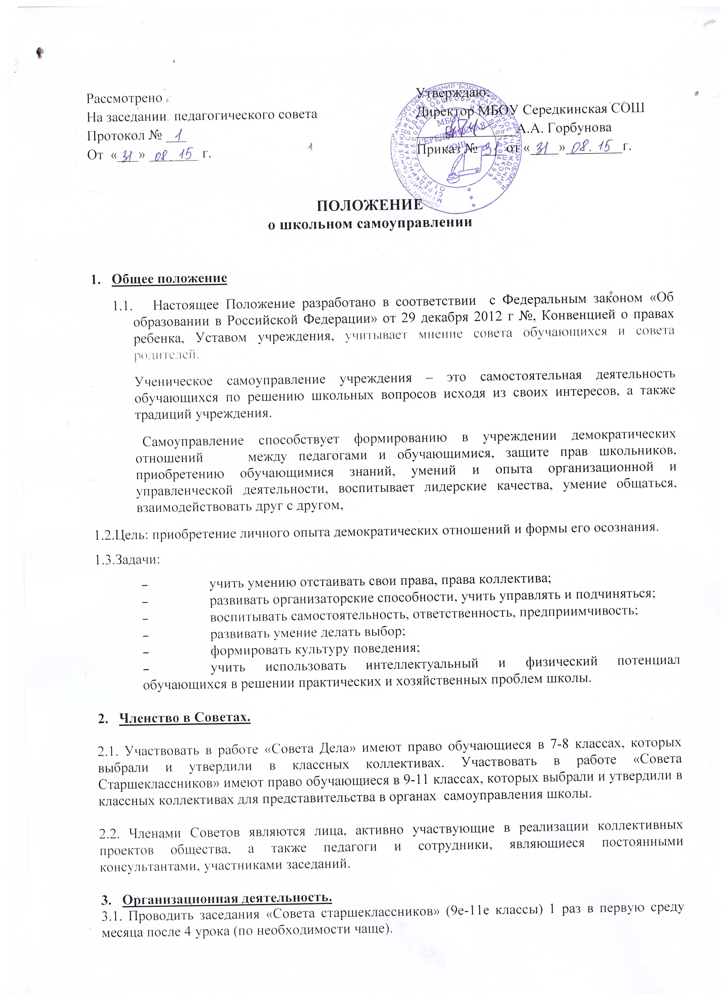 Рассмотрено
На заседании педагогического совета
Протокол № 1
От «31» 08.15 г.
Утверждаю:
Директор МБОУ Середкинская СОШ
А.А. Горбунова
Приказ № 31 от «31» 08.15 г.
МБОУ
СЕРЕДКИНСКАЯ
СОШ
ПОЛОЖЕНИЕ
о школьном самоуправлении
1. Общее положение
1.1. Настоящее Положение разработано в соответствии с Федеральным законом «Об
образовании в Российской Федерации» от 29 декабря 2012 г №, Конвенцией о правах
ребенка, Уставом учреждения, учитывает мнение совета обучающихся и совета
родителей.
Ученическое самоуправление учреждения – это самостоятельная деятельность
обучающихся по решению школьных вопросов исходя из своих интересов, а также
традиций учреждения.
Самоуправление способствует формированию в учреждении демократических
отношений между педагогами и обучающимися, защите прав школьников,
приобретению обучающимися знаний, умений и опыта организационной и
управленческой деятельности, воспитывает лидерские качества, умение общаться,
взаимодействовать друг с другом,
1.2.Цель: приобретение личного опыта демократических отношений и формы его осознания.
1.3.Задачи:
– учить умению отстаивать свои права, права коллектива;
– развивать организаторские способности, учить управлять и подчиняться;
– воспитывать самостоятельность, ответственность, предприимчивость;
– развивать умение делать выбор;
– формировать культуру поведения;
– учить использовать интеллектуальный и физический потенциал
обучающихся в решении практических и хозяйственных проблем школы.
2. Членство в Советах.
2.1. Участвовать в работе «Совета Дела» имеют право обучающиеся в 7-8 классах, которых
выбрали и утвердили в классных коллективах. Участвовать в работе «Совета
Старшеклассников» имеют право обучающиеся в 9-11 классах, которых выбрали и утвердили в
классных коллективах для представительства в органах самоуправления школы.
2.2. Членами Советов являются лица, активно участвующие в реализации коллективных
проектов общества, а также педагоги и сотрудники, являющиеся постоянными
консультантами, участниками заседаний.
3. Организационная деятельность.
3.1. Проводить заседания «Совета старшеклассников» (9е-11е классы) 1 раз в первую среду
месяца после 4 урока (по необходимости чаще).